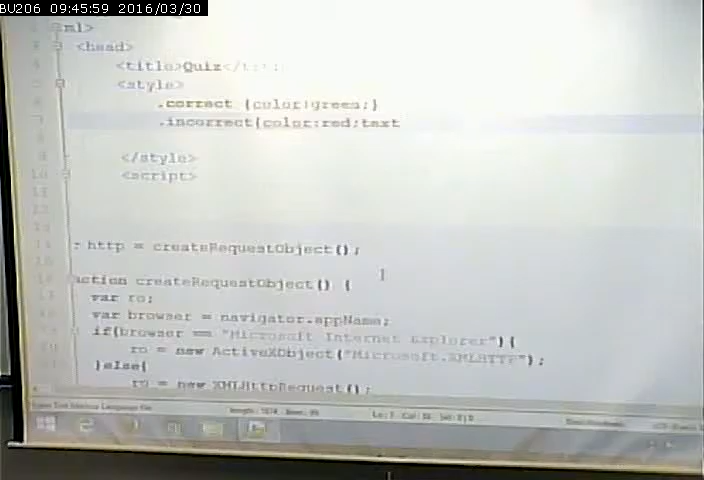 BU206 09:45:59 2016/03/30
ml>
<head>
<title>Quiz</
<style>
.correct {color:green;}
.incorrect{color:red;text
</style>
<script>
http = createRequestObject();
nction createRequestObject() {
var ro;
var browser = navigator.appName;
if(browser == "Microsoft Internet Explorer"){
ro = new ActiveXObject("Microsoft.XMLHTTP");
}else{
ro = new XMLHttpRequest();